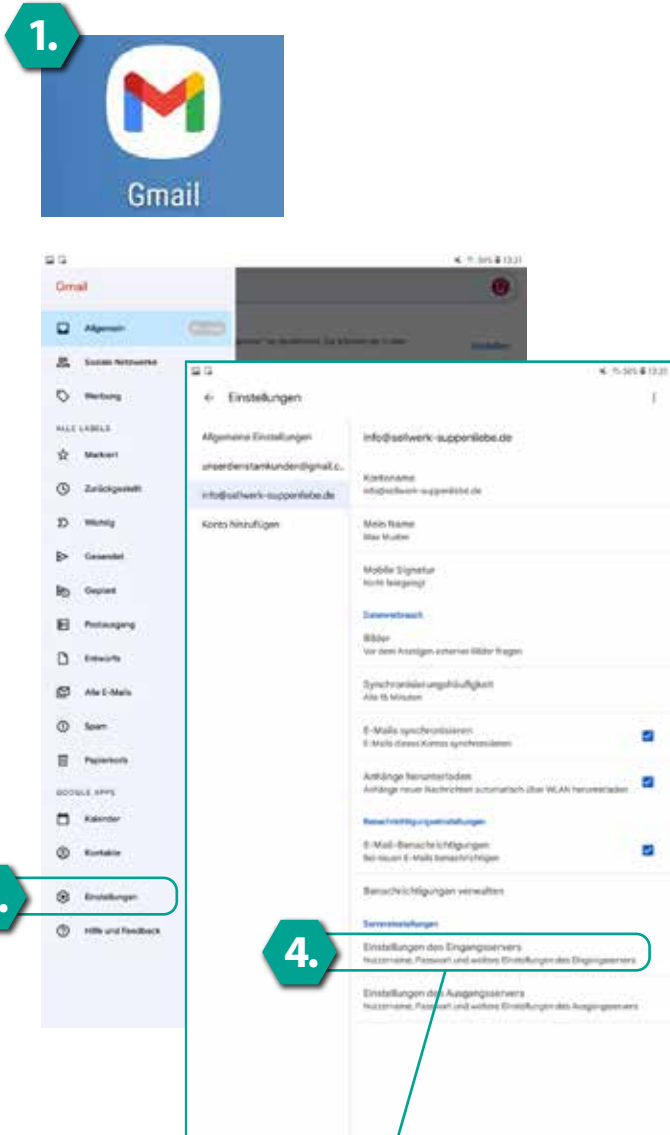 1.
Gmail
Gmail
Allgemein
Soziale Netzwerke
Werbung
ALLE LABELS
Markiert
Zurückgestellt
Wichtig
Gesendet
Geplant
Postausgang
Entwürfe
Alle E-Mails
Spam
Papierkorb
GOOGLE APPS
Kalender
Kontakte
Einstellungen
Hilfe und Feedback
Einstellungen
Allgemeine Einstellungen
unserdienstamkunder@gmail.c..
info@sellwerk-suppenliebe.de
Konto hinzufügen
info@sellwerk-suppenliebe.de
Kontoname
info@sellwerk-suppenliebe.de
Mein Name
Max Muster
Mobile Signatur
Nicht festgelegt
Datenverbrauch
Bilder
Vor dem Anzeigen externer Bilder fragen
Synchronisierungshäufigkeit
Alle 15 Minuten
E-Mails synchronisieren
E-Mails dieses Kontos synchronisieren
Anhänge herunterladen
Anhänge neuer Nachrichten automatisch über WLAN herunterladen
Benachrichtigungseinstellungen
E-Mail-Benachrichtigungen
Bei neuen E-Mails benachrichtigen
Benachrichtigungen verwalten
Servereinstellungen
4.
Einstellungen des Eingangsservers
Nutzername, Passwort und weitere Einstellungen des Eingangsservers
Einstellungen des Ausgangsservers
Nutzername, Passwort und weitere Einstellungen des Ausgangsservers